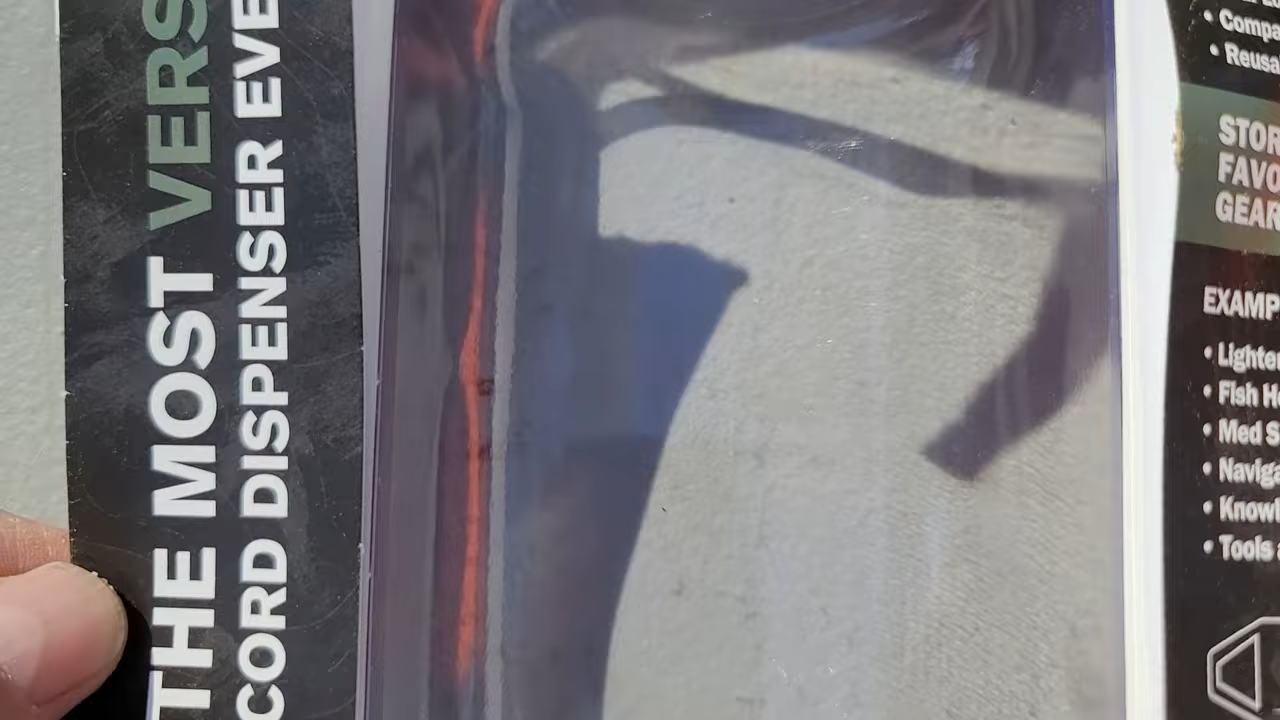 THE MOST VERS
CORD DISPENSER EVE
• Compa
• Reusa
STOR
FAVO
GEAR
EXAMP
• Lighte
• Fish H
• Med S
• Naviga
• Knowl
• Tools a